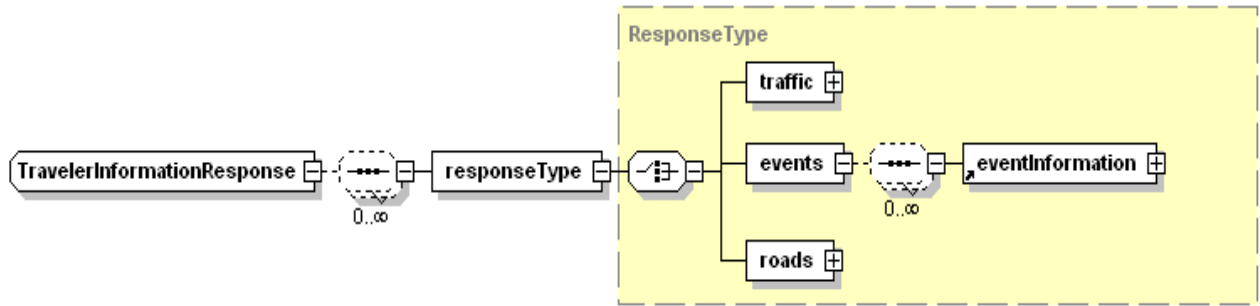 ResponseType
traffic
TravelerInformationResponse
0..∞
responseType
events
0..∞
eventInformation
roads